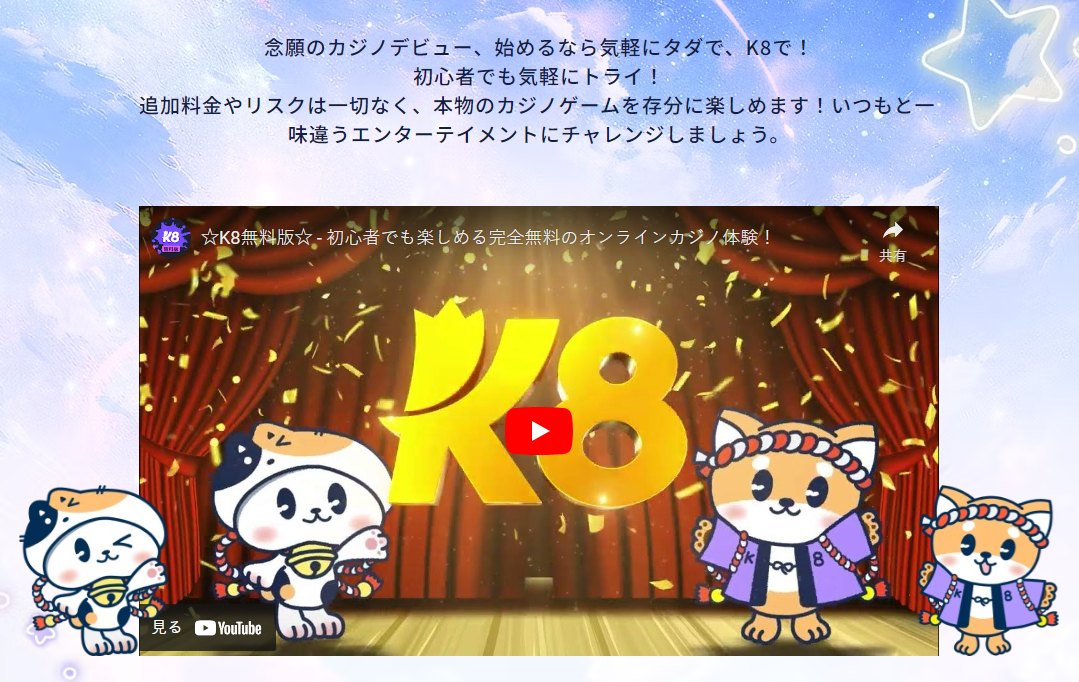 念願のカジノデビュー、始めるなら気軽にタダで、K8で！
初心者でも気軽にトライ！
追加料金やリスクは一切なく、本物のカジノゲームを存分に楽しめます！いつもと一
味違うエンターテイメントにチャレンジしましょう。
K8
無料版
☆K8無料版☆ - 初心者でも楽しめる完全無料のオンラインカジノ体験！
共有
K8
K 8
K 8
見る YouTube